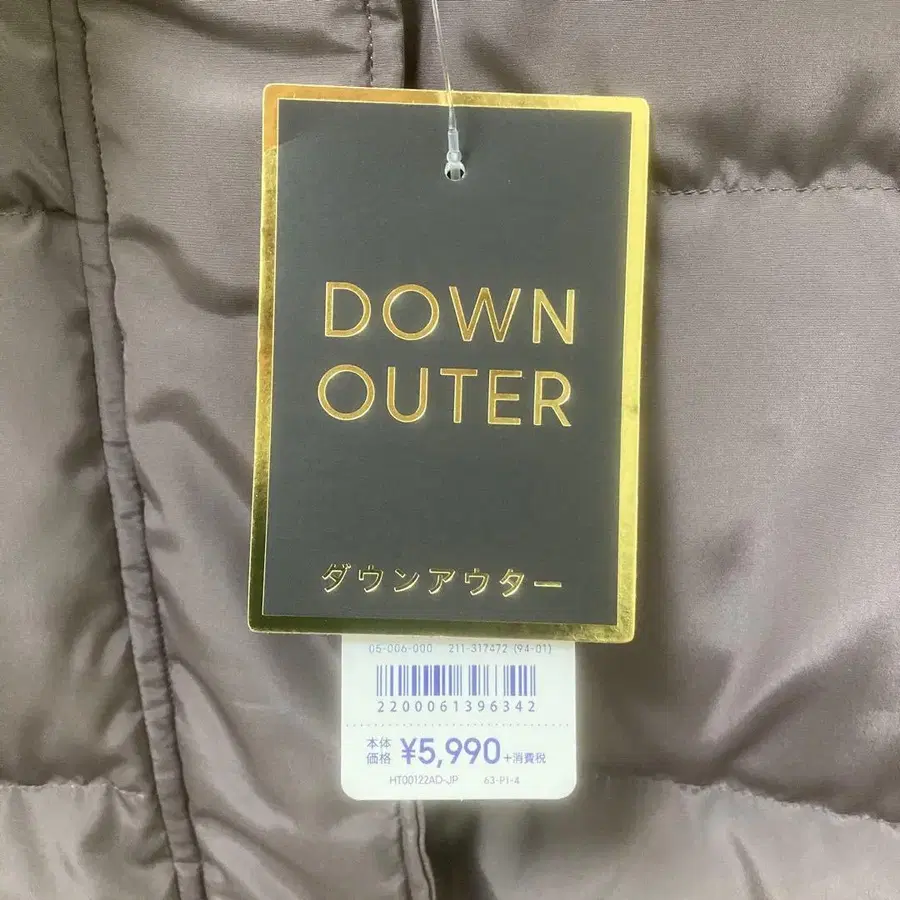 DOWN
OUTER
ダウンアウター
05-006-000 211-317472 (94-01)
2200061396342
本体
価格 ¥5,990+消費税
HT00122AD-JP 63-PI-4